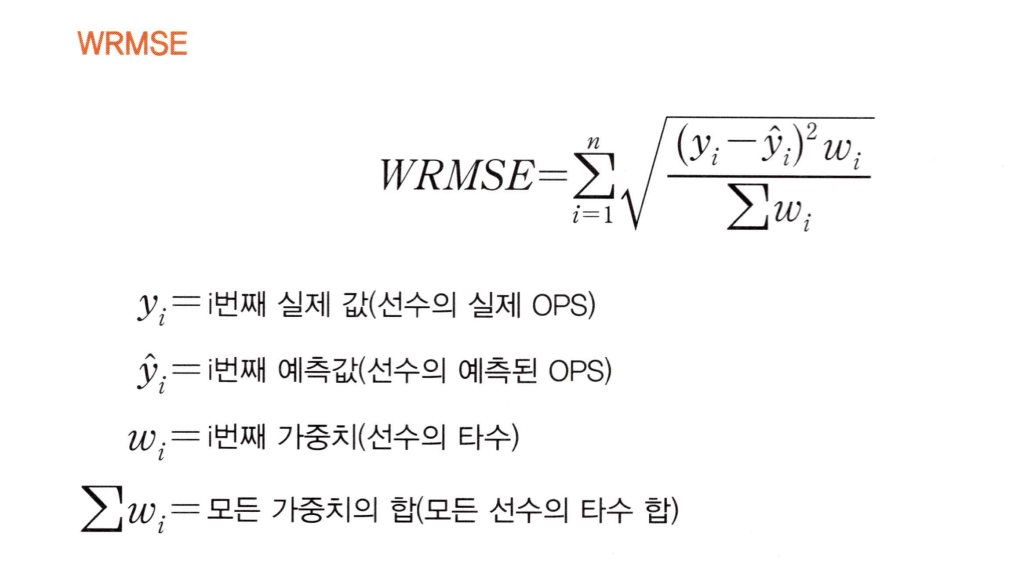 WRMSE
WRMSE=\sum_{i=1}^{n}\sqrt{\frac{(y_i-\hat{y}_i)^2 w_i}{\sum w_i}}
y_i=i번째 실제 값(선수의 실제 OPS)
\hat{y}_i=i번째 예측값(선수의 예측된 OPS)
w_i=i번째 가중치(선수의 타수)
\sum w_i=모든 가중치의 합(모든 선수의 타수 합)